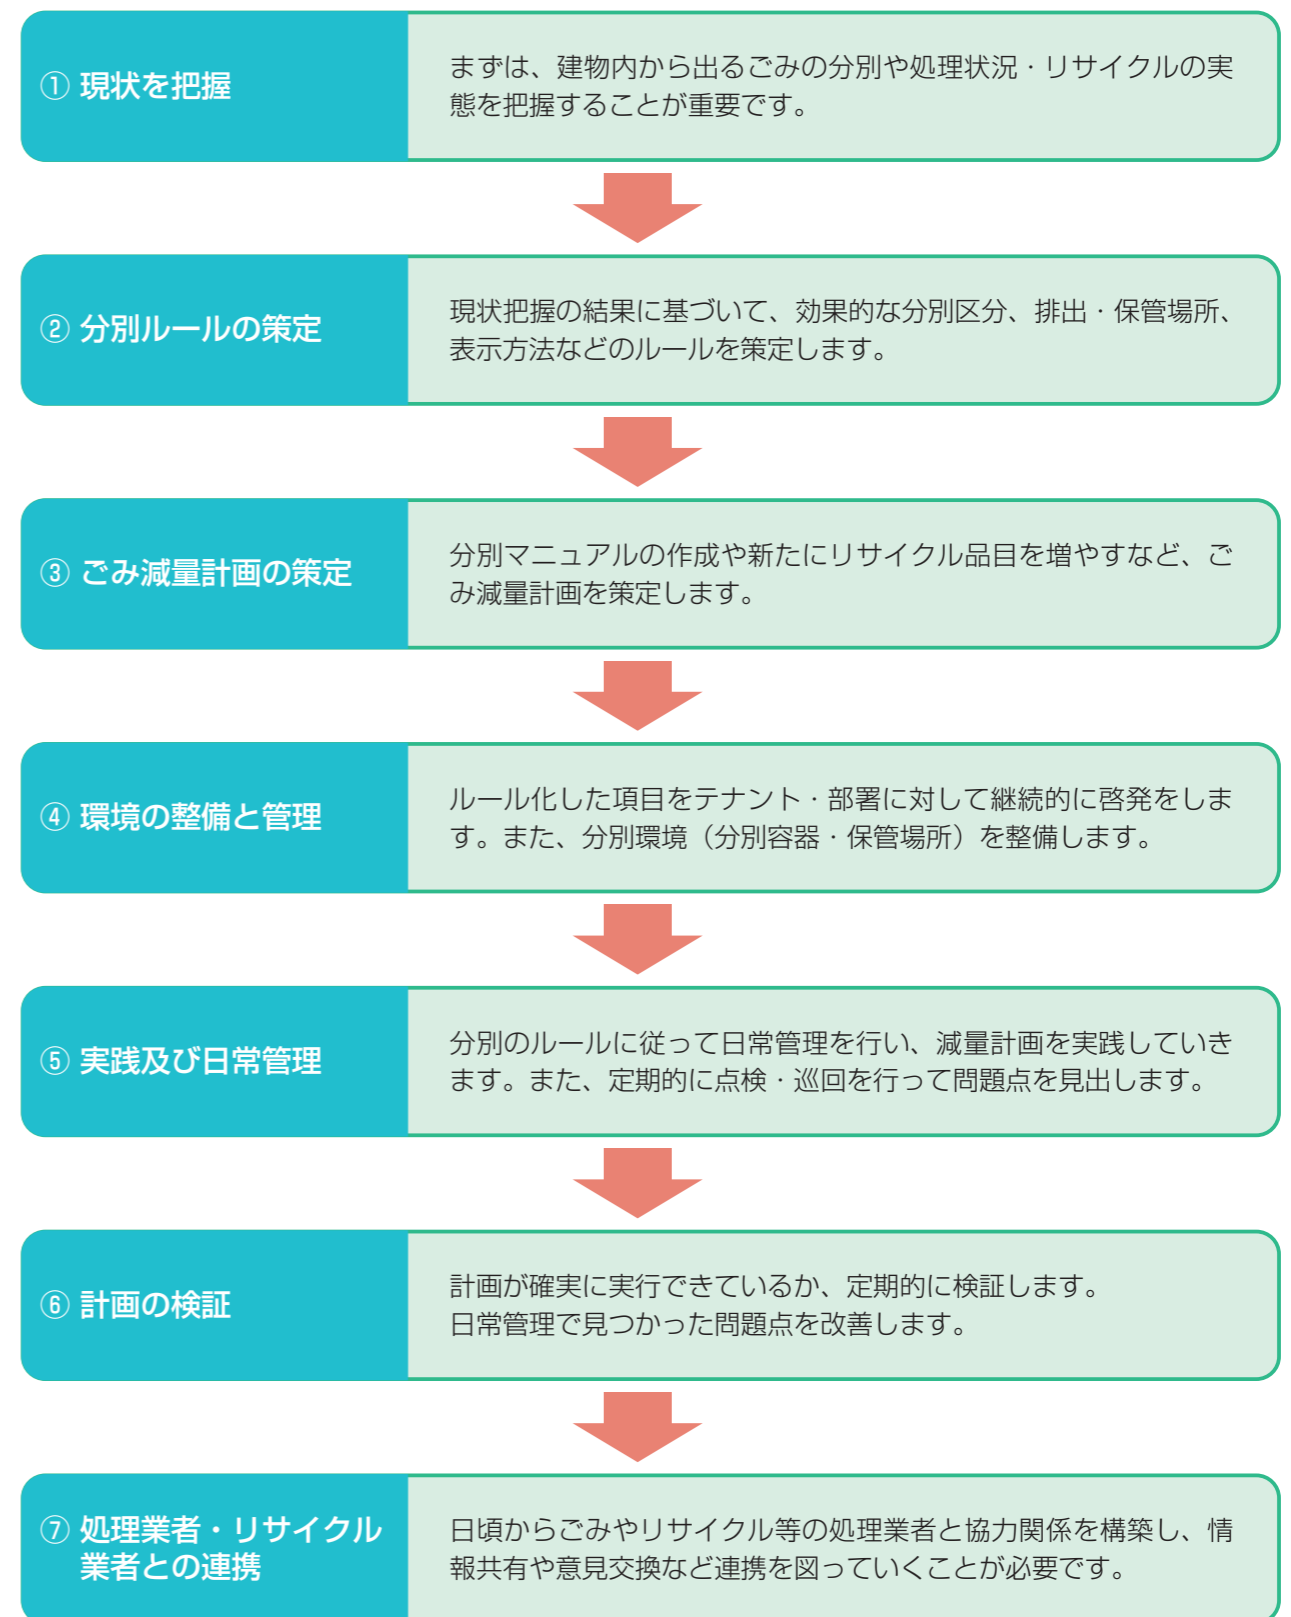 ① 現状を把握
まずは、建物内から出るごみの分別や処理状況・リサイクルの実
態を把握することが重要です。
② 分別ルールの策定
現状把握の結果に基づいて、効果的な分別区分、排出・保管場所、
表示方法などのルールを策定します。
③ ごみ減量計画の策定
分別マニュアルの作成や新たにリサイクル品目を増やすなど、ご
み減量計画を策定します。
④ 環境の整備と管理
ルール化した項目をテナント・部署に対して継続的に啓発をしま
す。また、分別環境（分別容器・保管場所）を整備します。
⑤ 実践及び日常管理
分別のルールに従って日常管理を行い、減量計画を実践していき
ます。また、定期的に点検・巡回を行って問題点を見出します。
⑥ 計画の検証
計画が確実に実行できているか、定期的に検証します。
日常管理で見つかった問題点を改善します。
⑦ 処理業者・リサイクル
業者との連携
日頃からごみやリサイクル等の処理業者と協力関係を構築し、情
報共有や意見交換など連携を図っていくことが必要です。